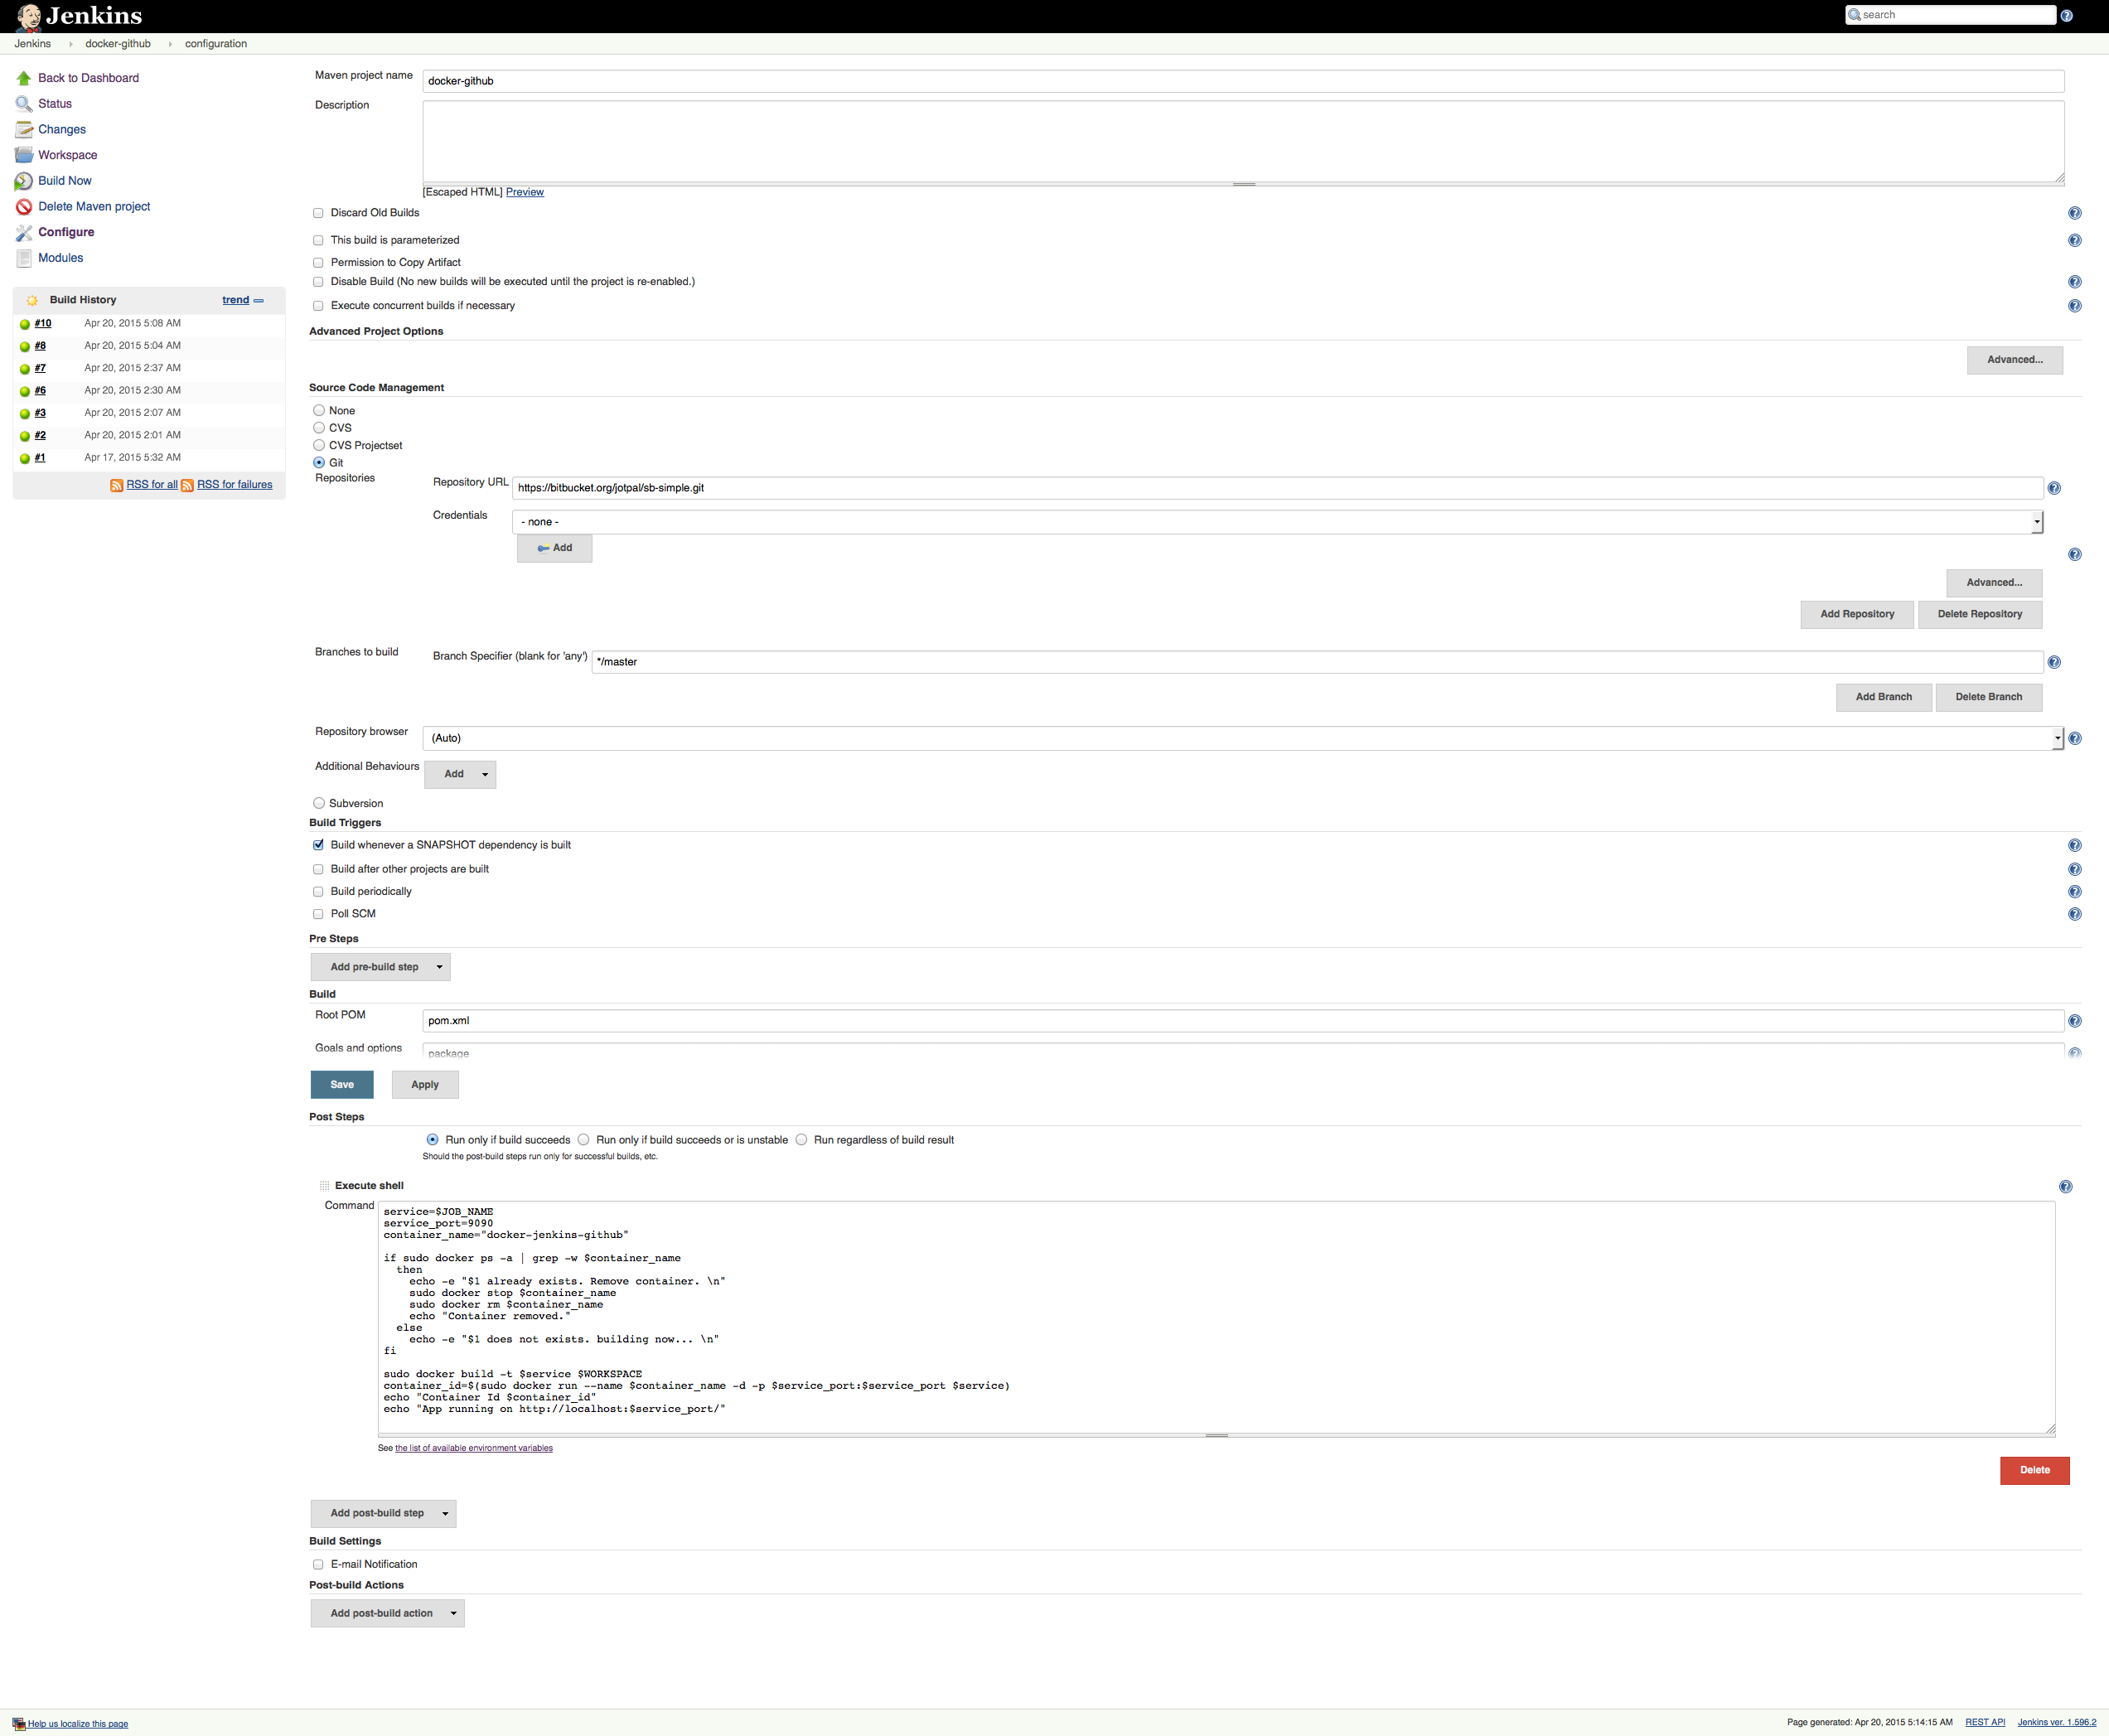 Jenkins
search
Jenkins docker-github configuration
Back to Dashboard
Status
Changes
Workspace
Build Now
Delete Maven project
Configure
Modules
Build History trend
#10 Apr 20, 2015 5:08 AM
#8 Apr 20, 2015 5:04 AM
#7 Apr 20, 2015 2:37 AM
#6 Apr 20, 2015 2:30 AM
#3 Apr 20, 2015 2:07 AM
#2 Apr 20, 2015 2:01 AM
#1 Apr 17, 2015 5:32 AM
RSS for all RSS for failures
Maven project name docker-github
Description
[Escaped HTML] Preview
Discard Old Builds
This build is parameterized
Permission to Copy Artifact
Disable Build (No new builds will be executed until the project is re-enabled.)
Execute concurrent builds if necessary
Advanced Project Options
Advanced...
Source Code Management
None
CVS
CVS Projectset
Git
Repositories
Repository URL https://bitbucket.org/jotpal/sb-simple.git
Credentials - none -
Add
Advanced...
Add Repository Delete Repository
Branches to build Branch Specifier (blank for 'any') */master
Add Branch Delete Branch
Repository browser (Auto)
Additional Behaviours Add
Subversion
Build Triggers
Build whenever a SNAPSHOT dependency is built
Build after other projects are built
Build periodically
Poll SCM
Pre Steps
Add pre-build step
Build
Root POM pom.xml
Goals and options package
Save Apply
Post Steps
Run only if build succeeds Run only if build succeeds or is unstable Run regardless of build result
Should the post-build steps run only for successful builds, etc.
Execute shell
Command
service=$JOB_NAME
service_port=9090
container_name="docker-jenkins-github"
if sudo docker ps -a | grep -w $container_name
then
echo -e "$1 already exists. Remove container. \n"
sudo docker stop $container_name
sudo docker rm $container_name
echo "Container removed."
else
echo -e "$1 does not exists. building now... \n"
fi
sudo docker build -t $service $WORKSPACE
container_id=$(sudo docker run --name $container_name -d -p $service_port:$service_port $service)
echo "Container Id $container_id"
echo "App running on http://localhost:$service_port/"
See the list of available environment variables
Delete
Add post-build step
Build Settings
E-mail Notification
Post-build Actions
Add post-build action
Help us localize this page
Page generated: Apr 20, 2015 5:14:15 AM REST API Jenkins ver. 1.596.2